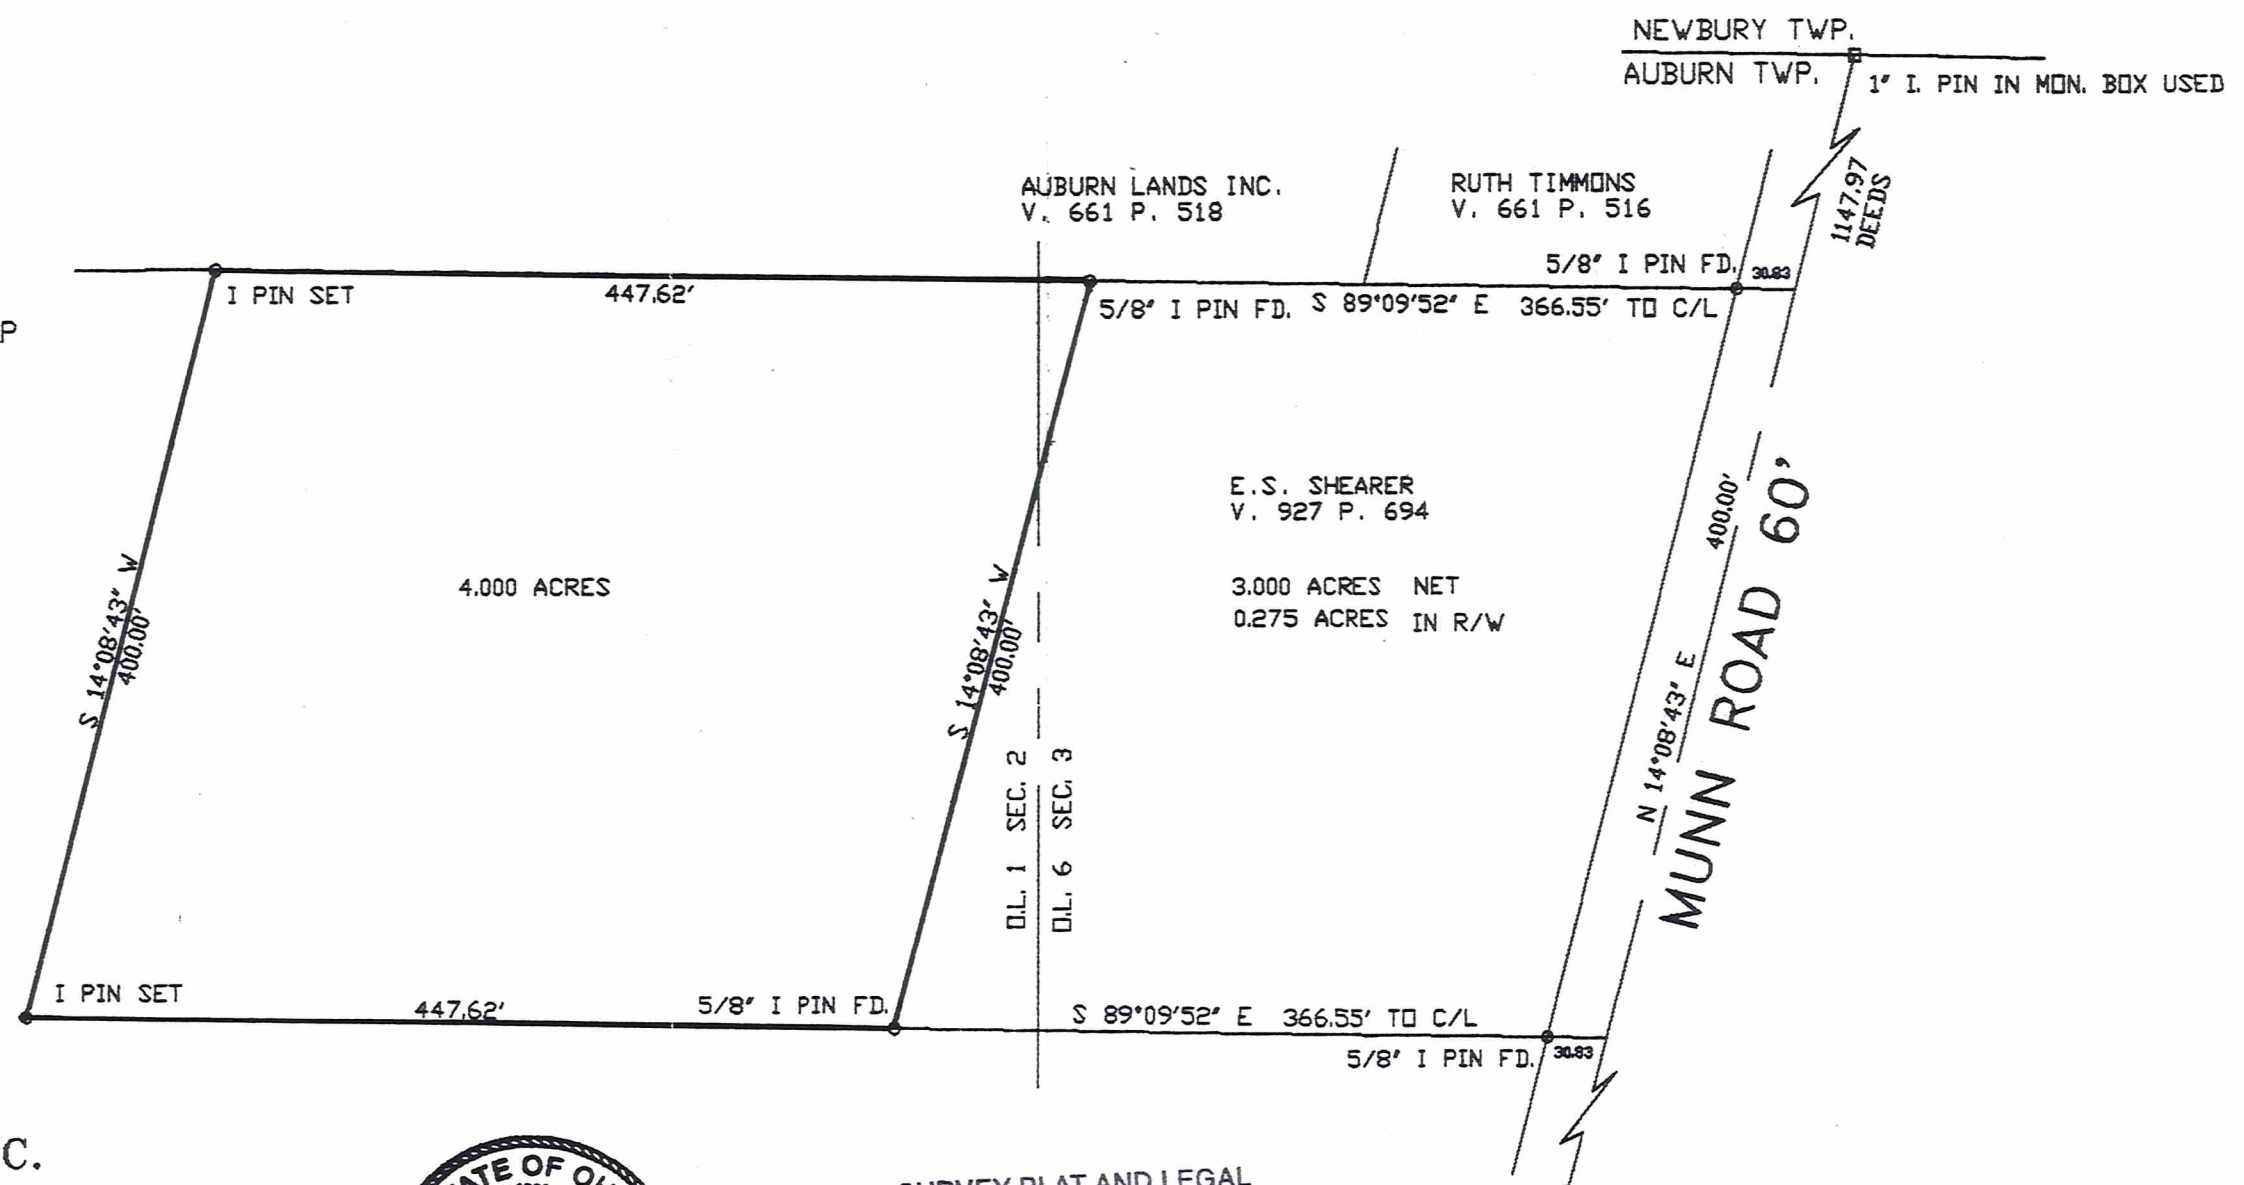 NEWBURY TWP.
AUBURN TWP.
1" I. PIN IN MON. BOX USED
1147.97
DEEDS
AUBURN LANDS INC.
V. 661 P. 518
RUTH TIMMONS
V. 661 P. 516
5/8" I PIN FD.
30.83
I PIN SET
447.62'
5/8" I PIN FD.
S 89°09'52" E 366.55' TO C/L
P
E.S. SHEARER
V. 927 P. 694
4.000 ACRES
3.000 ACRES NET
0.275 ACRES IN R/W
S 14°08'43" W
400.00'
S 14°08'43" W
400.00'
400.00'
N 14°08'43" E
MUNN ROAD 60'
O.L. 1 SEC. 2
O.L. 6 SEC. 3
I PIN SET
447.62'
5/8" I PIN FD.
S 89°09'52" E 366.55' TO C/L
5/8" I PIN FD.
30.83
C.
OF
SURVEY PLAT AND LEGAL